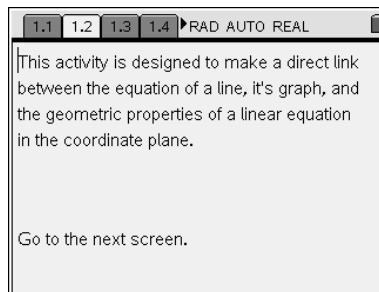 1.1 1.2 1.3 1.4 RAD AUTO REAL
This activity is designed to make a direct link
between the equation of a line, it's graph, and
the geometric properties of a linear equation
in the coordinate plane.
Go to the next screen.